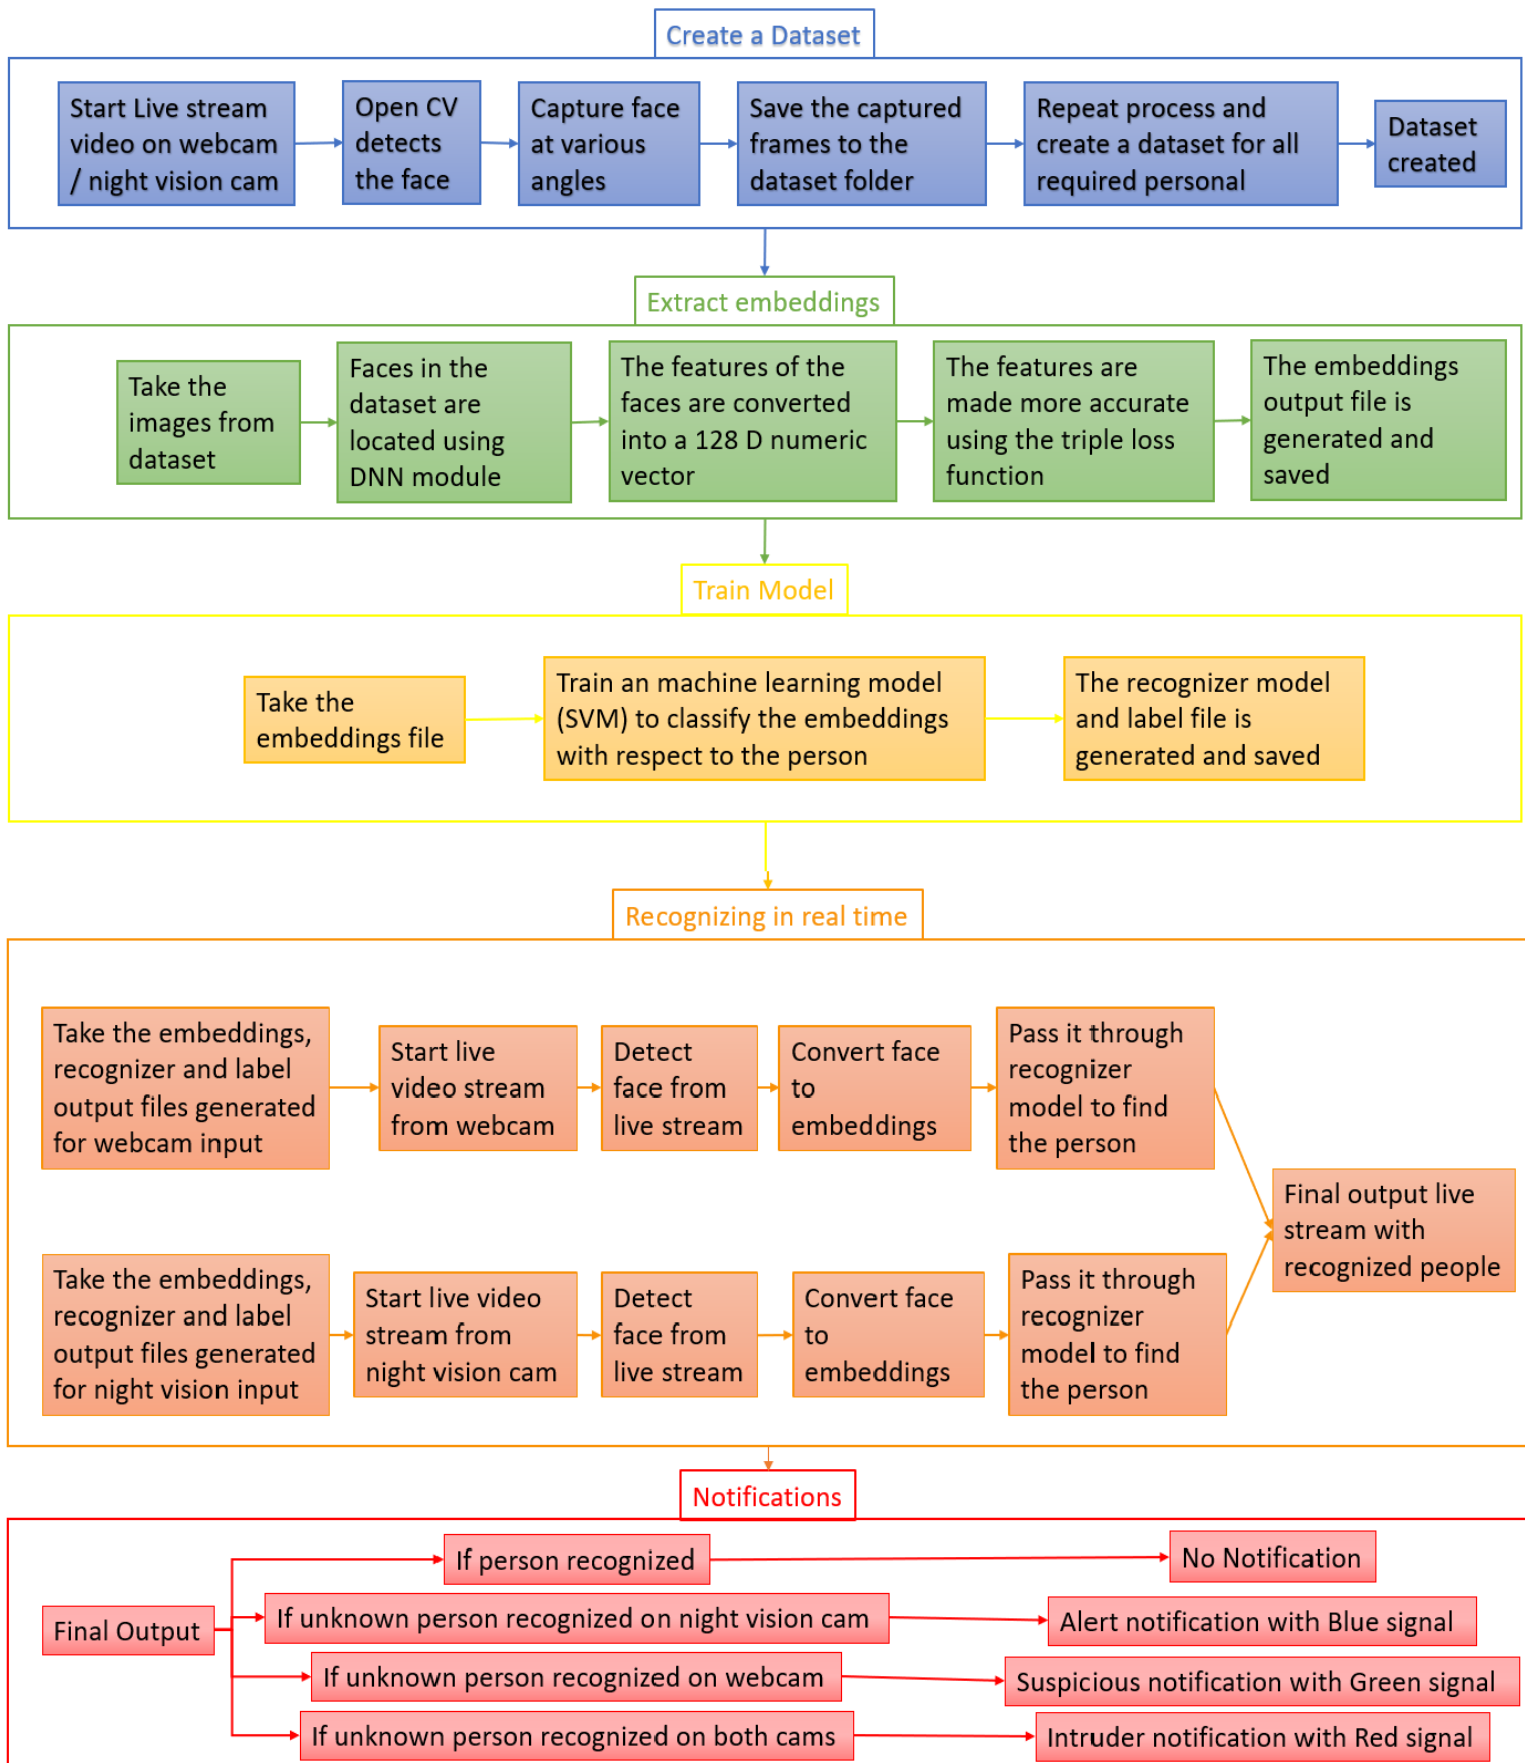 Create a Dataset
Start Live stream
video on webcam
/ night vision cam
Open CV
detects
the face
Capture face
at various
angles
Save the captured
frames to the
dataset folder
Repeat process and
create a dataset for all
required personal
Dataset
created
Extract embeddings
Take the
images from
dataset
Faces in the
dataset are
located using
DNN module
The features of the
faces are converted
into a 128 D numeric
vector
The features are
made more accurate
using the triple loss
function
The embeddings
output file is
generated and
saved
Train Model
Take the
embeddings file
Train an machine learning model
(SVM) to classify the embeddings
with respect to the person
The recognizer model
and label file is
generated and saved
Recognizing in real time
Take the embeddings,
recognizer and label
output files generated
for webcam input
Start live
video stream
from webcam
Detect
face from
live stream
Convert face
to
embeddings
Pass it through
recognizer
model to find
the person
Take the embeddings,
recognizer and label
output files generated
for night vision input
Start live video
stream from
night vision cam
Detect
face from
live stream
Convert face
to
embeddings
Pass it through
recognizer
model to find
the person
Final output live
stream with
recognized people
Notifications
Final Output
If person recognized
No Notification
If unknown person recognized on night vision cam
Alert notification with Blue signal
If unknown person recognized on webcam
Suspicious notification with Green signal
If unknown person recognized on both cams
Intruder notification with Red signal